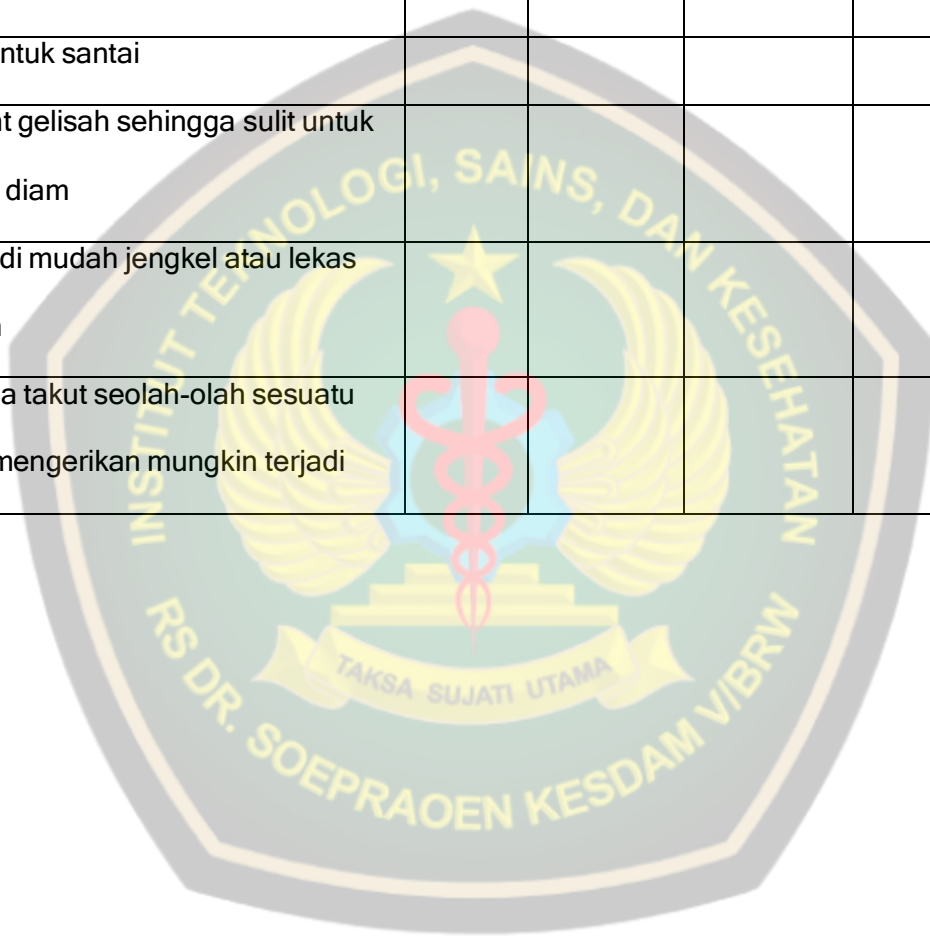 ntuk santai
t gelisah sehingga sulit untuk
diam
di mudah jengkel atau lekas
a takut seolah-olah sesuatu
mengerikan mungkin terjadi
INSTITUT TEKNOLOGI, SAINS, DAN KESEHATAN
TAKSA SUJATI UTAMA
RS DR. SOEPRAOEN KESDAM V/BRW